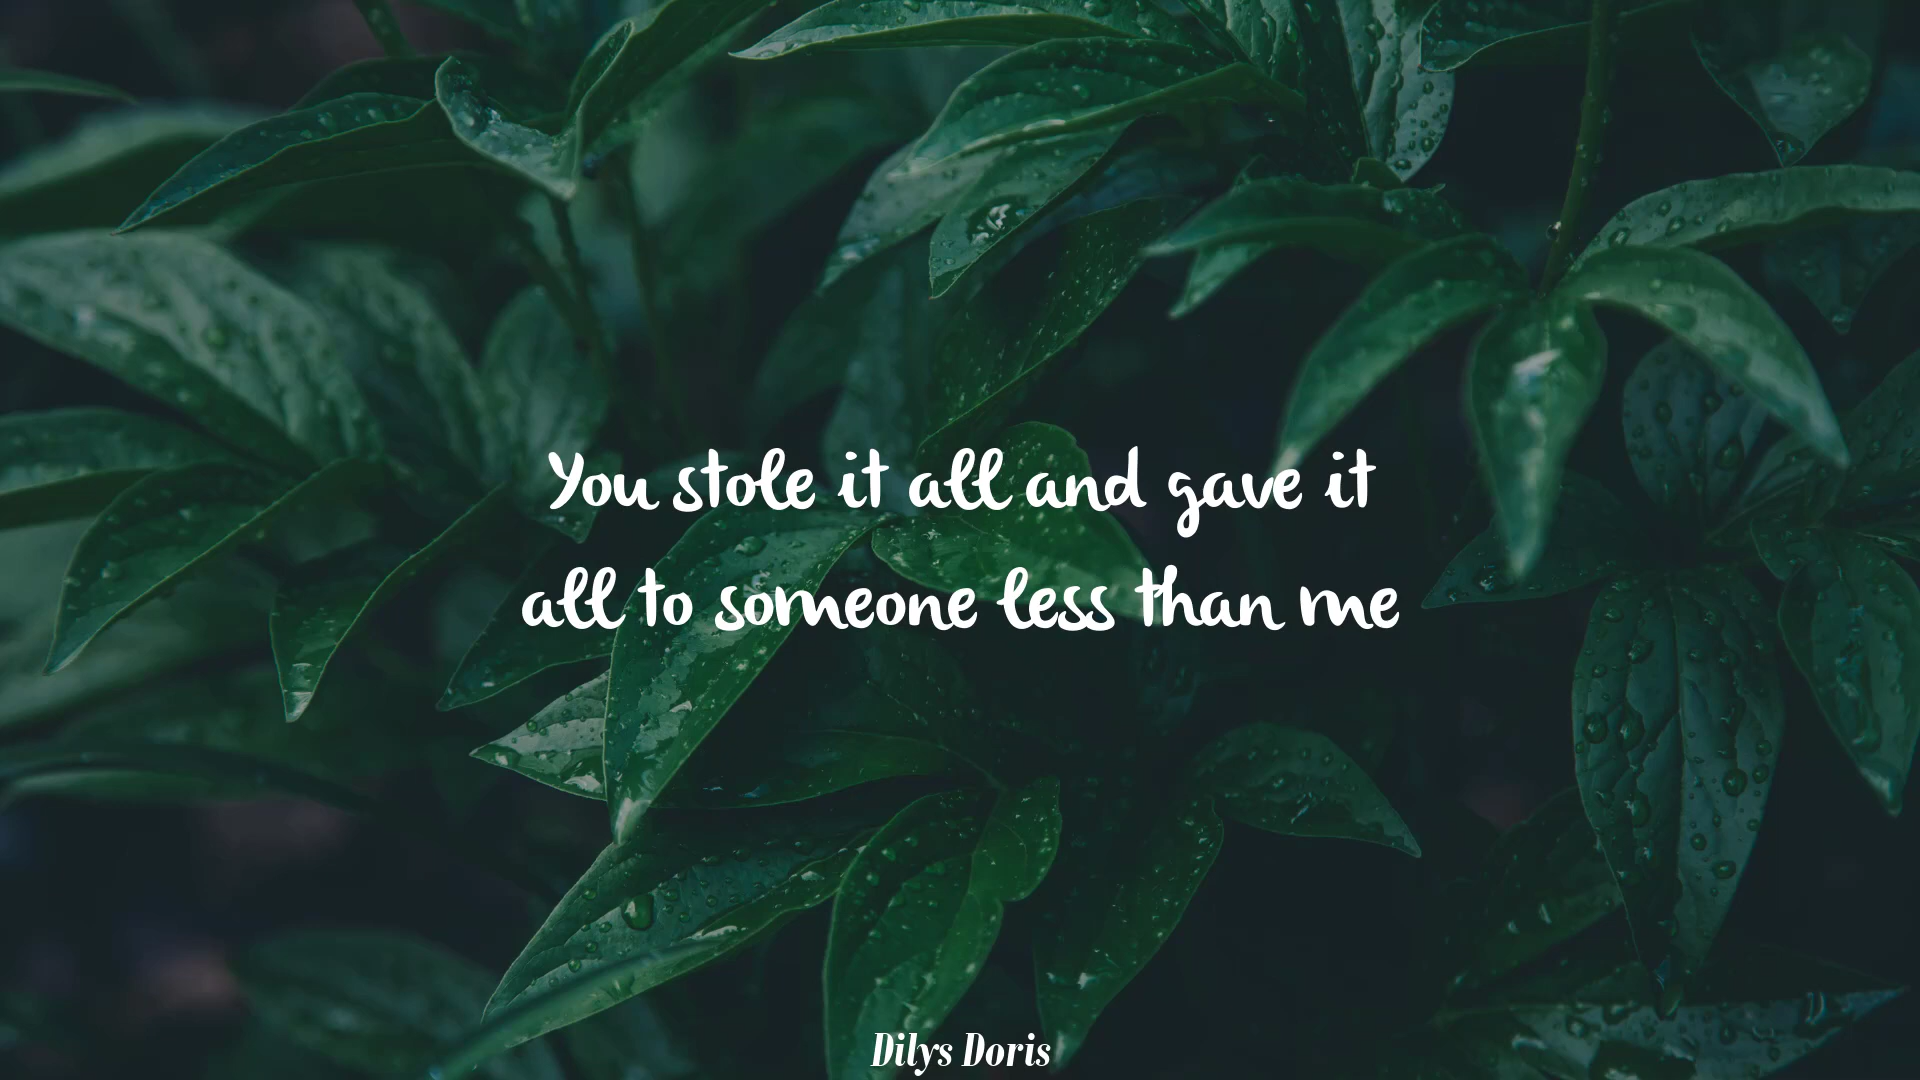 You stole it all and gave it
all to someone less than me
Dilys Doris